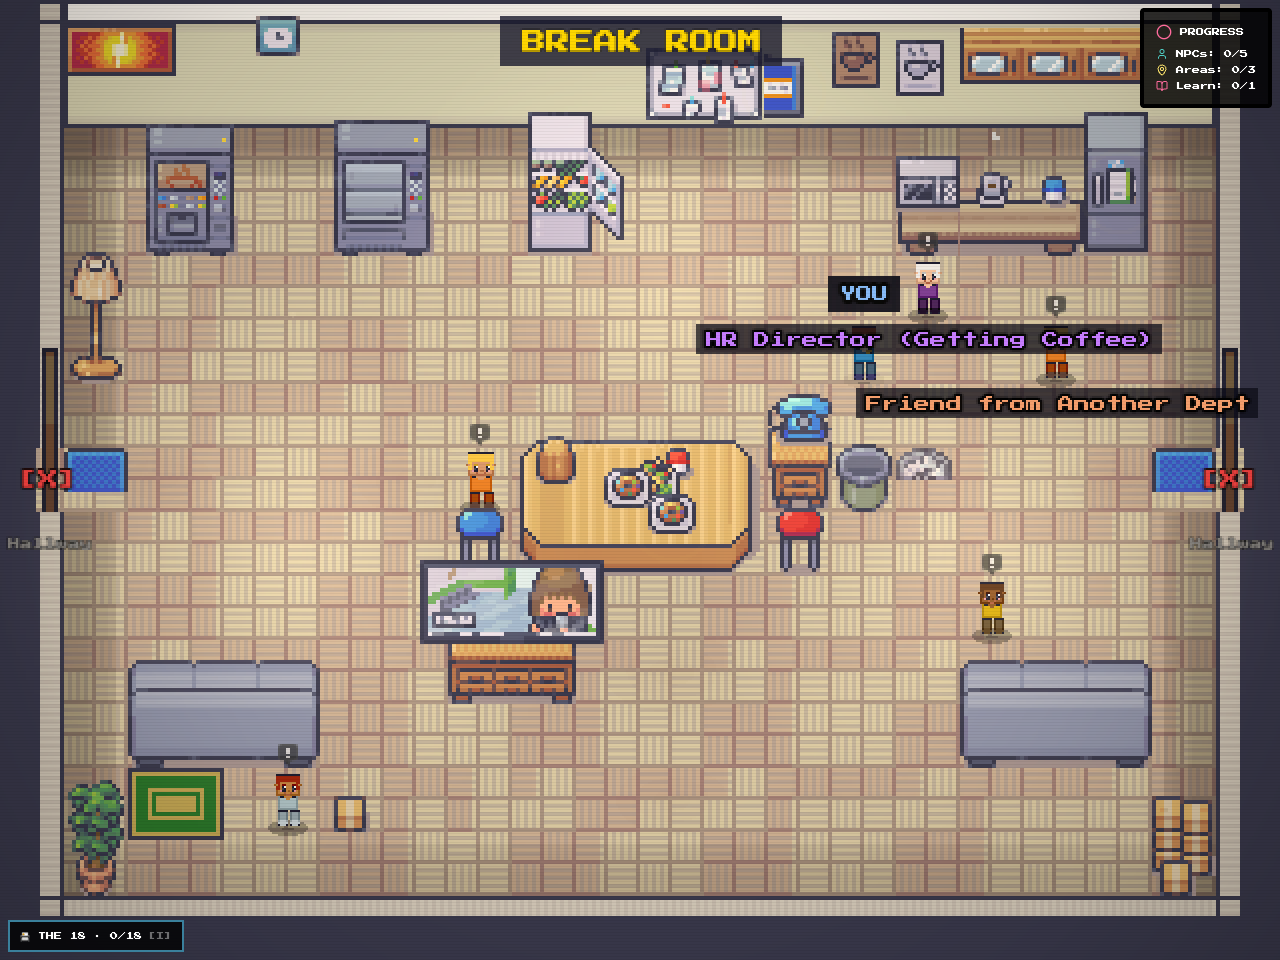 BREAK ROOM
PROGRESS
NPCs: 0/5
Areas: 0/3
Learn: 0/1
YOU
HR Director (Getting Coffee)
Friend from Another Dept
[X]
[X]
Hallway
Hallway
THE 18 · 0/18 [I]